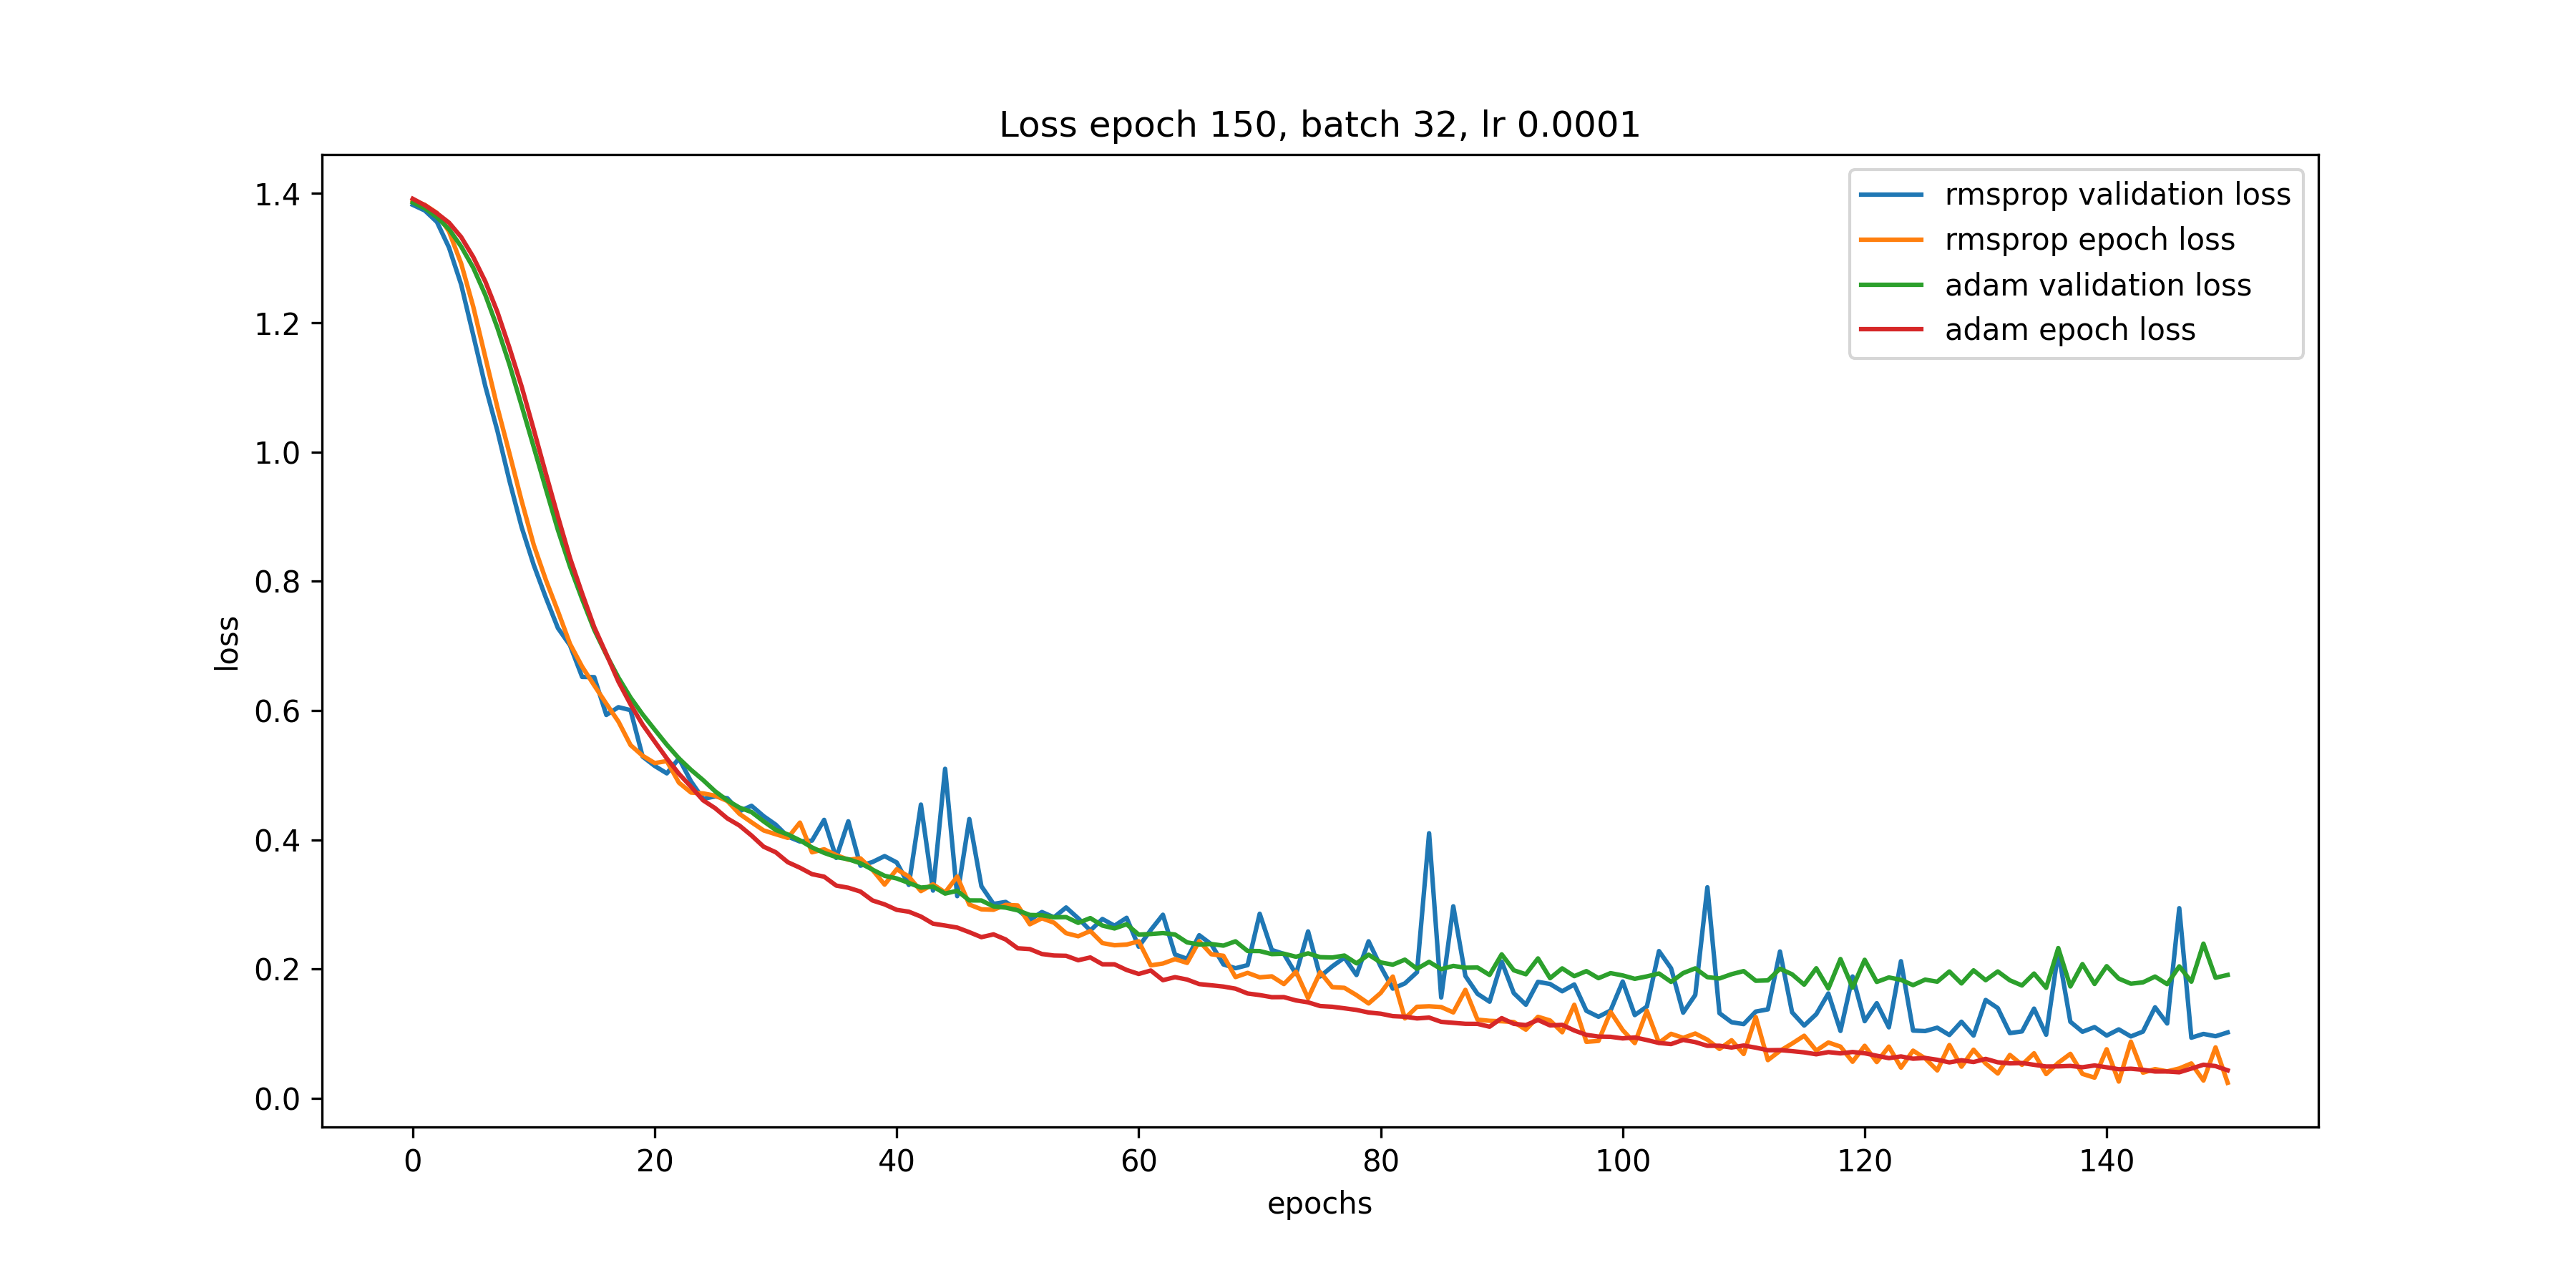 Loss epoch 150, batch 32, lr 0.0001
rmsprop validation loss
rmsprop epoch loss
adam validation loss
adam epoch loss
loss
1.4
1.2
1.0
0.8
0.6
0.4
0.2
0.0
0 20 40 60 80 100 120 140
epochs